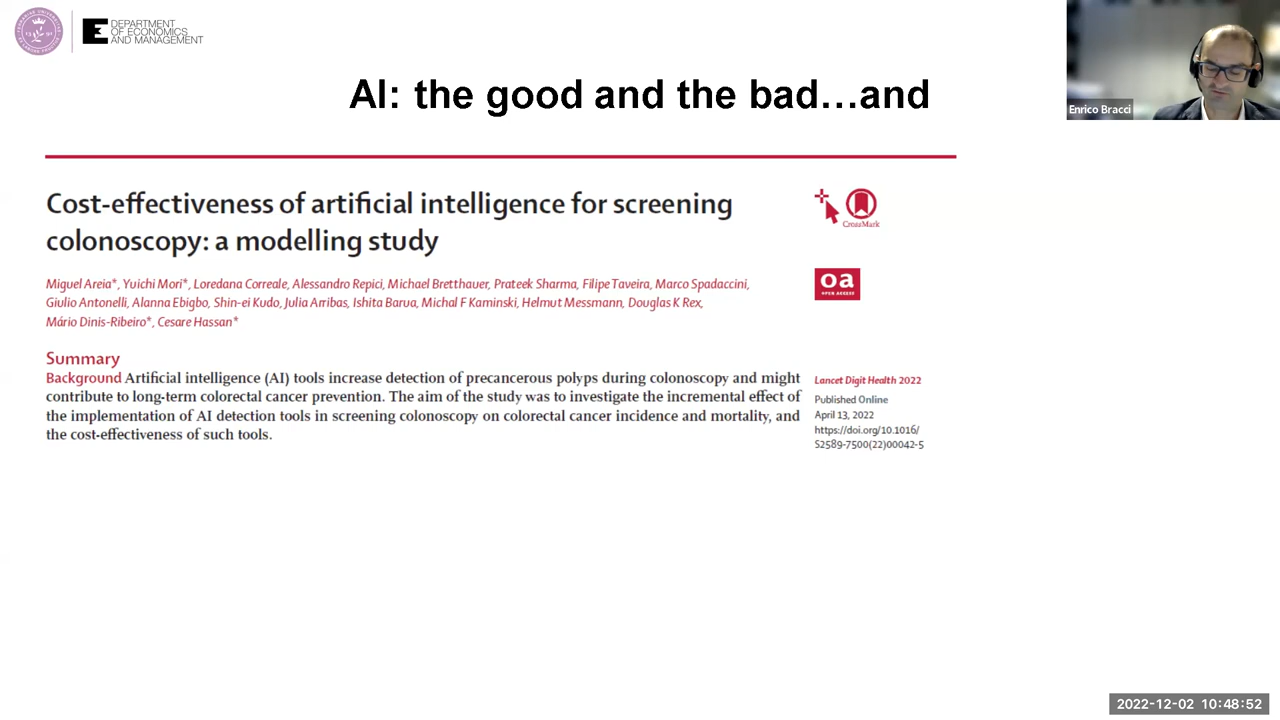 DEPARTMENT
OF ECONOMICS
AND MANAGEMENT
AI: the good and the bad…and
Enrico Bracci
Cost-effectiveness of artificial intelligence for screening
colonoscopy: a modelling study
CrossMark
Miguel Areia*, Yuichi Mori*, Loredana Correale, Alessandro Repici, Michael Bretthauer, Prateek Sharma, Filipe Taveira, Marco Spadaccini,
Giulio Antonelli, Alanna Ebigbo, Shin-ei Kudo, Julia Arribas, Ishita Barua, Michal F Kaminski, Helmut Messmann, Douglas K Rex,
Mário Dinis-Ribeiro*, Cesare Hassan*
oa
OPEN ACCESS
Summary
Background Artificial intelligence (AI) tools increase detection of precancerous polyps during colonoscopy and might
contribute to long-term colorectal cancer prevention. The aim of the study was to investigate the incremental effect of
the implementation of AI detection tools in screening colonoscopy on colorectal cancer incidence and mortality, and
the cost-effectiveness of such tools.
Lancet Digit Health 2022
Published Online
April 13, 2022
https://doi.org/10.1016/
S2589-7500(22)00042-5
2022-12-02 10:48:52